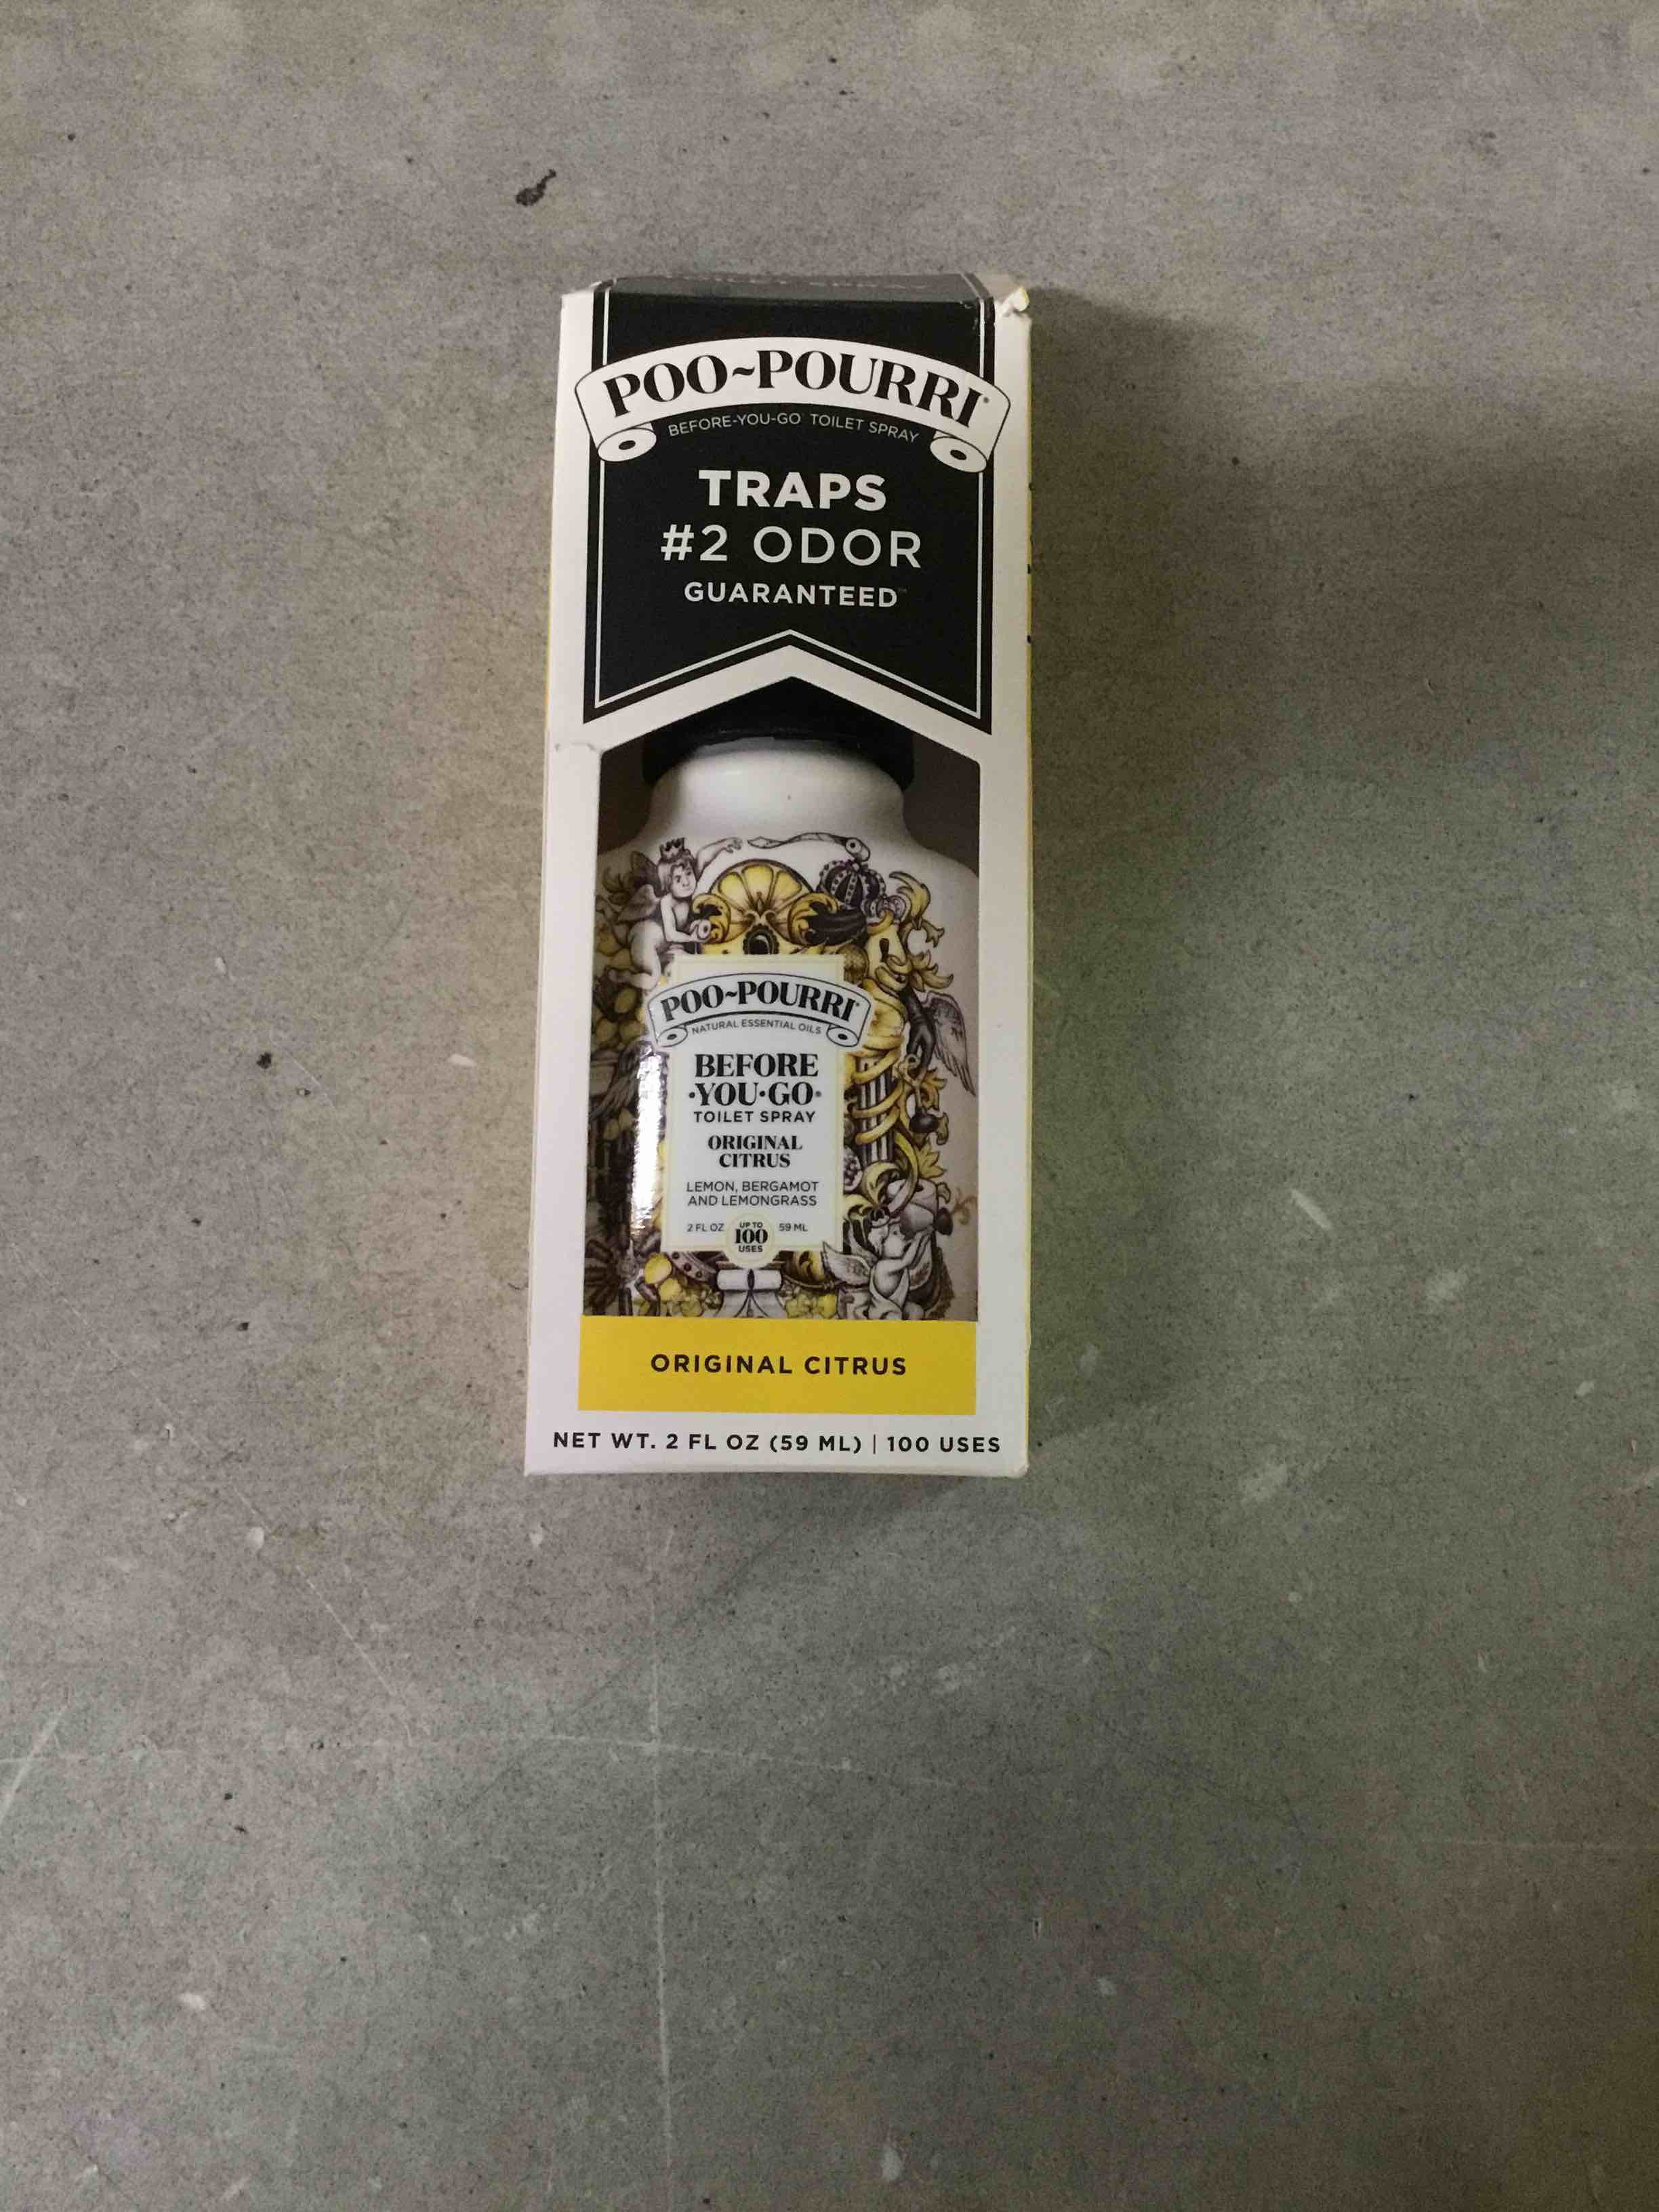 POO~POURRI®
BEFORE-YOU-GO® TOILET SPRAY
TRAPS
#2 ODOR
GUARANTEED™
POO~POURRI®
NATURAL ESSENTIAL OILS
BEFORE
·YOU·GO®
TOILET SPRAY
ORIGINAL
CITRUS
LEMON, BERGAMOT
AND LEMONGRASS
2 FL OZ UP TO 100 USES 59 ML
ORIGINAL CITRUS
NET WT. 2 FL OZ (59 ML) | 100 USES